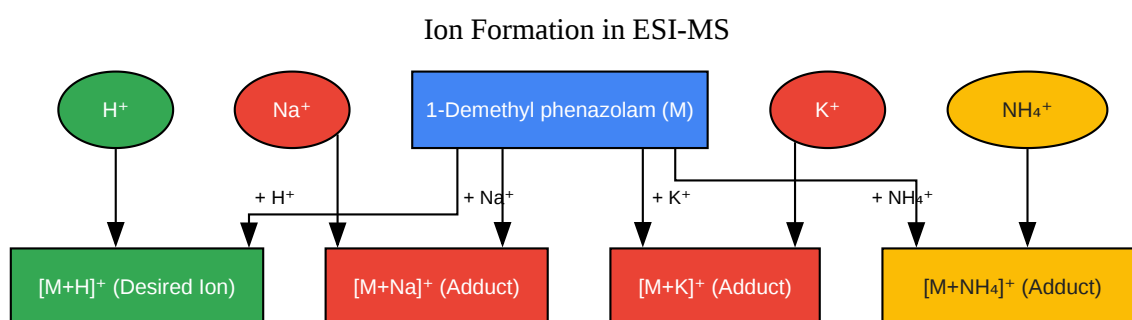 Ion Formation in ESI-MS
H⁺
Na⁺
1-Demethyl phenazolam (M)
K⁺
NH₄⁺
+ H⁺
+ Na⁺
+ K⁺
+ NH₄⁺
[M+H]⁺ (Desired Ion)
[M+Na]⁺ (Adduct)
[M+K]⁺ (Adduct)
[M+NH₄]⁺ (Adduct)